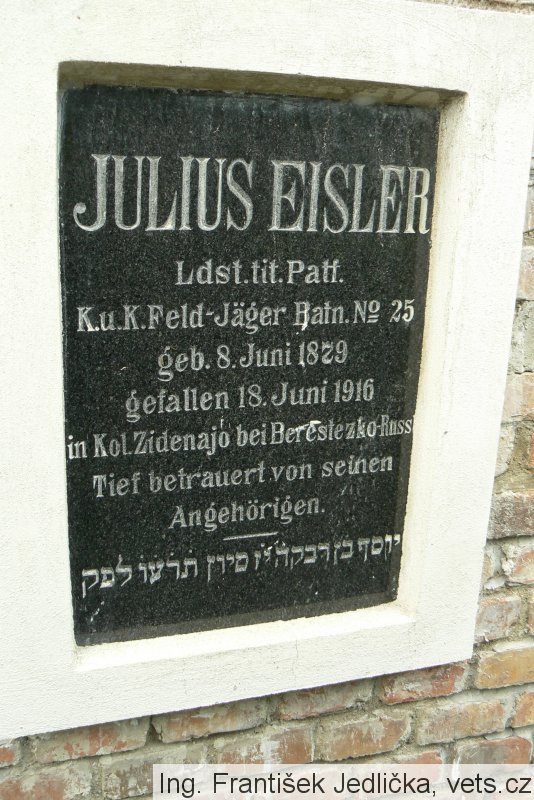 JULIUS EISLER
Ldst. tit. Patf.
K.u.K. Feld-Jäger Batn. No 25
geb. 8. Juni 1879
gefallen 18. Juni 1916
in Kol. Zidenajo bei Berestezko-Russl
Tief betrauert von seinen
Angehörigen.
יוסף בן רבקה י״ז סיון תרע״ו לפק
Ing. František Jedlička, vets.cz